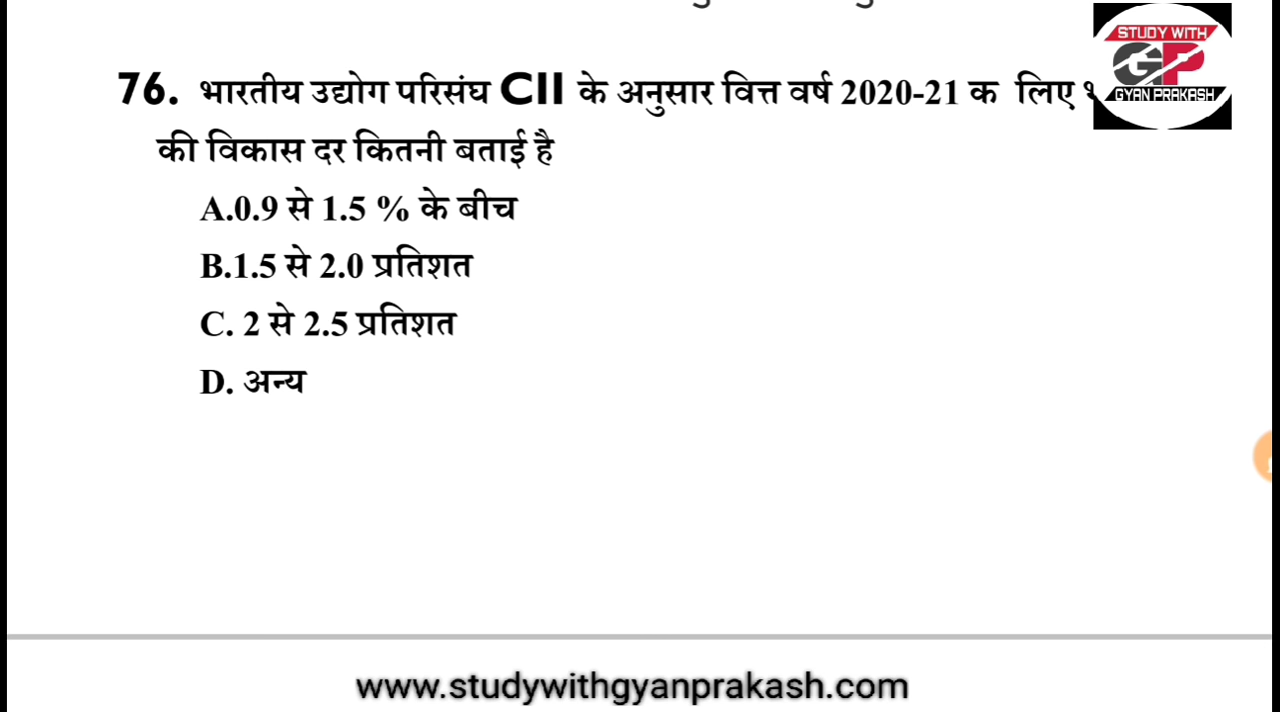 STUDY WITH
GP
GYAN PRAKASH
76. भारतीय उद्योग परिसंघ CII के अनुसार वित्त वर्ष 2020-21 क लिए
की विकास दर कितनी बताई है
A.0.9 से 1.5 % के बीच
B.1.5 से 2.0 प्रतिशत
C. 2 से 2.5 प्रतिशत
D. अन्य
www.studywithgyanprakash.com